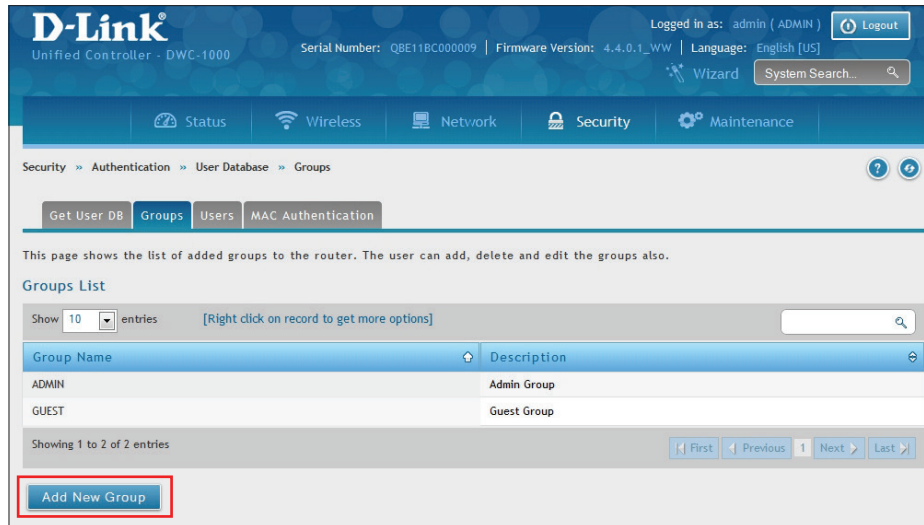 D-Link
Unified Controller - DWC-1000
Logged in as: admin ( ADMIN ) Logout
Serial Number: QBE11BC000009 | Firmware Version: 4.4.0.1_WW | Language: English [US]
Wizard System Search...
Status Wireless Network Security Maintenance
Security » Authentication » User Database » Groups
?
Get User DB Groups Users MAC Authentication
This page shows the list of added groups to the router. The user can add, delete and edit the groups also.
Groups List
Show 10 entries [Right click on record to get more options]
Group Name Description
ADMIN Admin Group
GUEST Guest Group
Showing 1 to 2 of 2 entries First Previous 1 Next Last
Add New Group